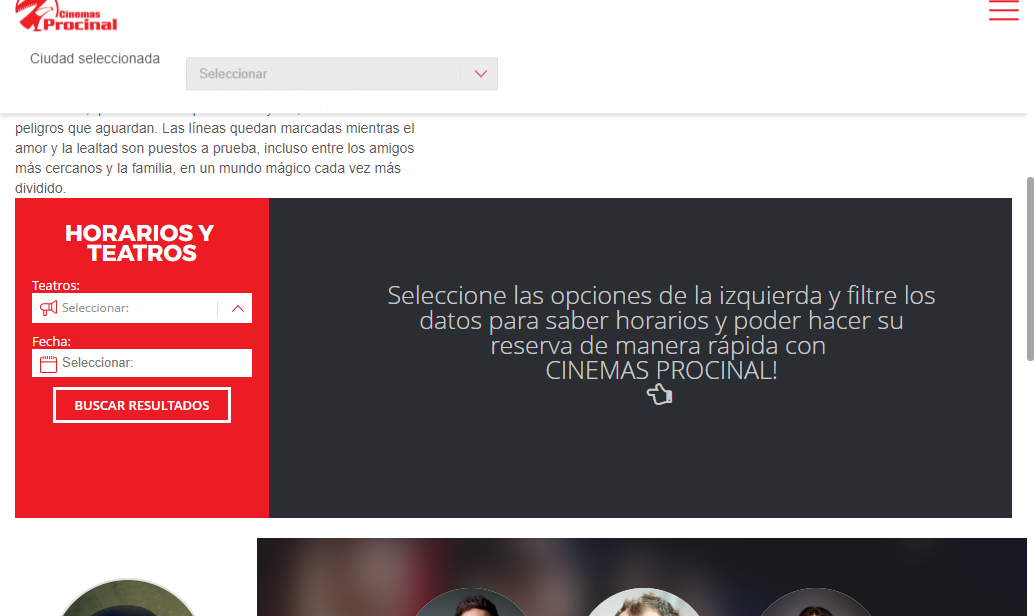 Cinemas
Procinal
Ciudad seleccionada
Seleccionar
peligros que aguardan. Las líneas quedan marcadas mientras el
amor y la lealtad son puestos a prueba, incluso entre los amigos
más cercanos y la familia, en un mundo mágico cada vez más
dividido.
HORARIOS Y
TEATROS
Teatros:
Seleccionar:
Fecha:
Seleccionar:
BUSCAR RESULTADOS
Seleccione las opciones de la izquierda y filtre los
datos para saber horarios y poder hacer su
reserva de manera rápida con
CINEMAS PROCINAL!